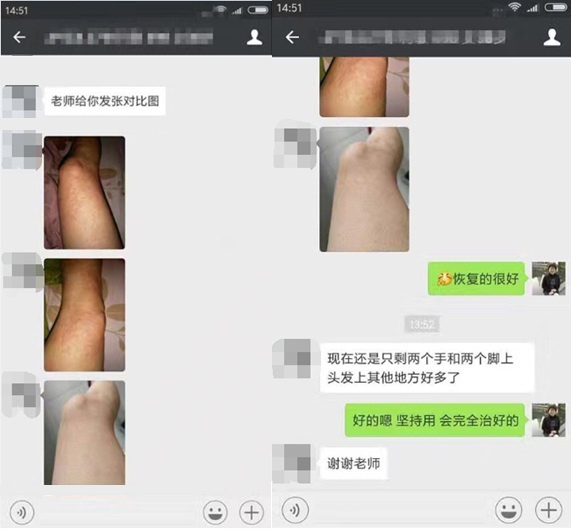 14:51
老师给你发张对比图
14:51
恢复的很好
13:52
现在还是只剩两个手和两个脚上
头发上其他地方好多了
好的嗯 坚持用 会完全治好的
谢谢老师